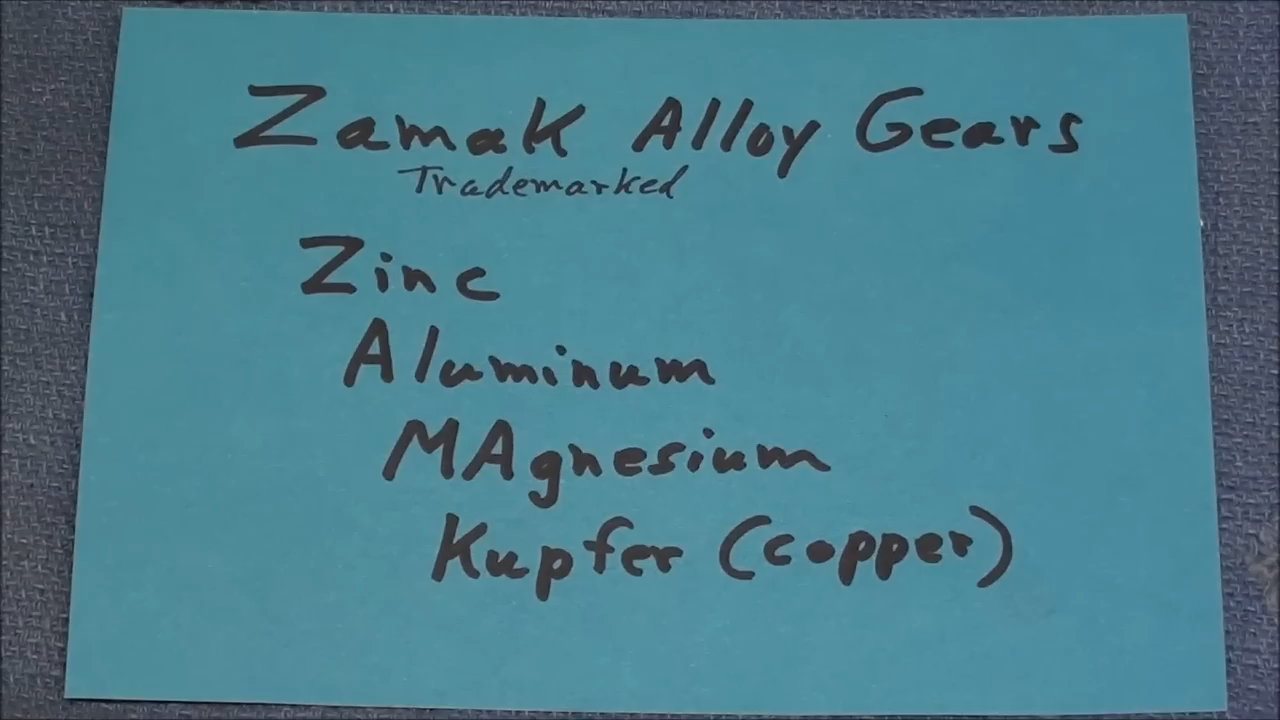 Zamak Alloy Gears
Trademarked
Zinc
Aluminum
MAgnesium
Kupfer (copper)